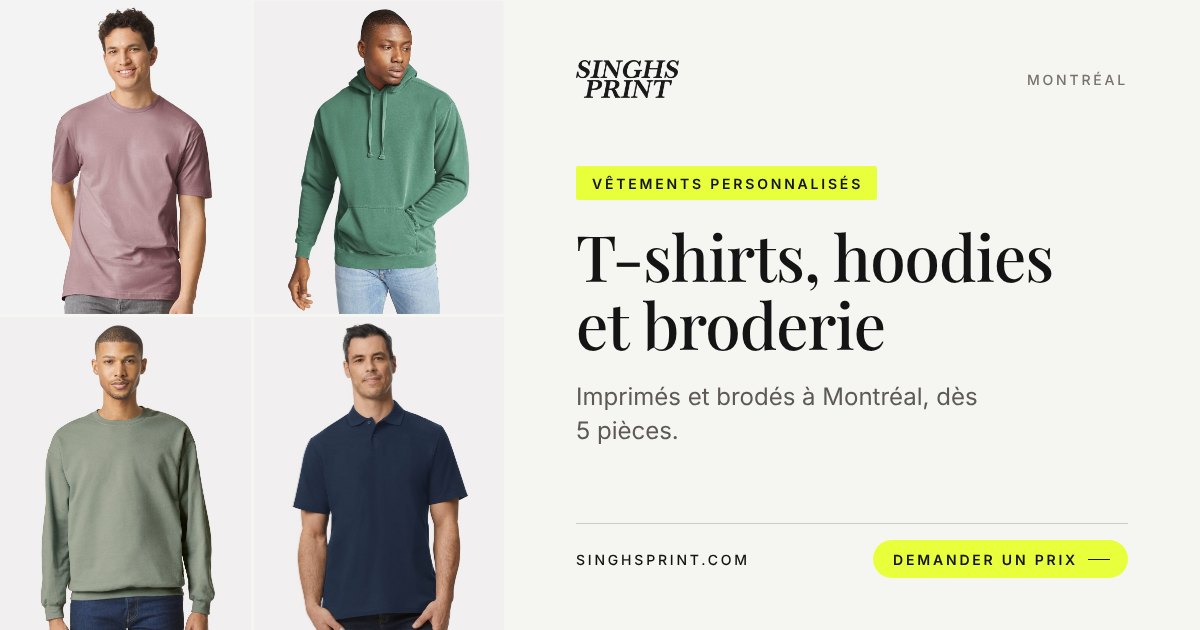 SINGHS
PRINT
MONTRÉAL
VÊTEMENTS PERSONNALISÉS
T-shirts, hoodies
et broderie
Imprimés et brodés à Montréal, dès
5 pièces.
SINGHSPRINT.COM
DEMANDER UN PRIX —